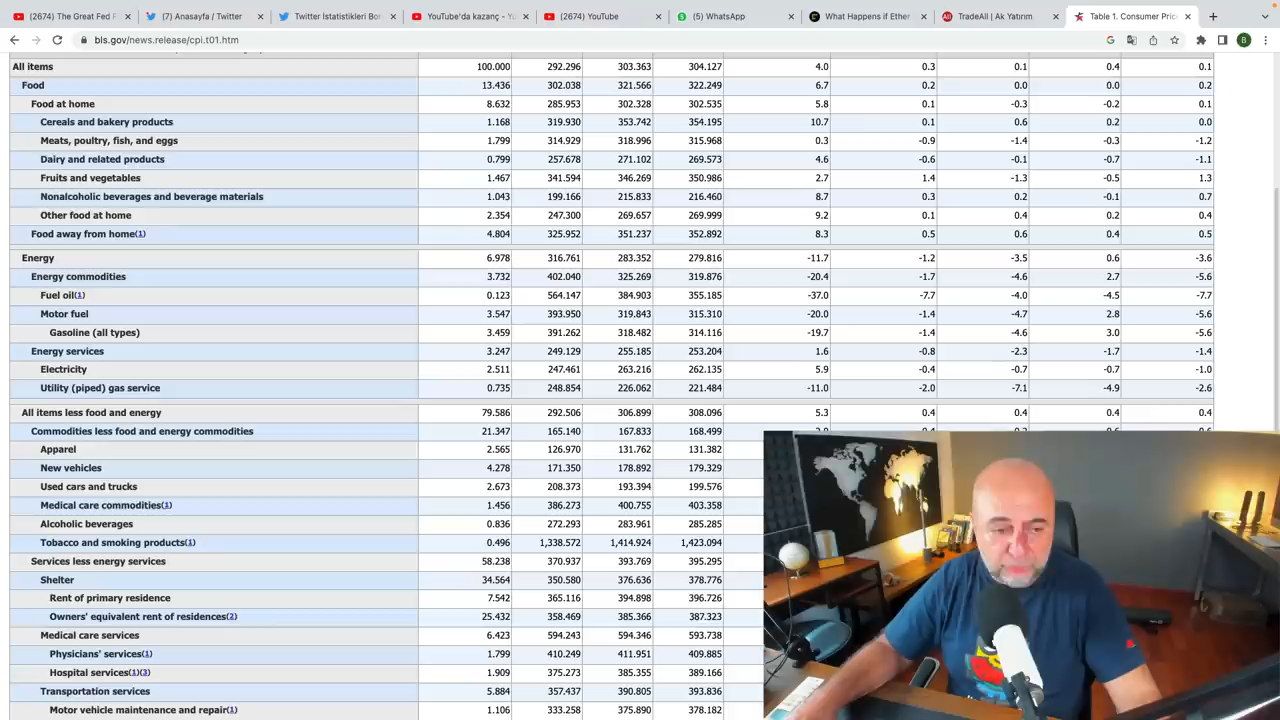 (2674) The Great Fed F
(7) Anasayfa / Twitter
Twitter İstatistikleri Bor
YouTube'da kazanç - Yu
(2674) YouTube
(5) WhatsApp
What Happens if Ether
TradeAll | Ak Yatırım
Table 1. Consumer Pric
bls.gov/news.release/cpi.t01.htm
All items 100.000 292.296 303.363 304.127 4.0 0.3 0.1 0.4 0.1
Food 13.436 302.038 321.566 322.249 6.7 0.2 0.0 0.0 0.2
Food at home 8.632 285.953 302.328 302.535 5.8 0.1 -0.3 -0.2 0.1
Cereals and bakery products 1.168 319.930 353.742 354.195 10.7 0.1 0.6 0.2 0.0
Meats, poultry, fish, and eggs 1.799 314.929 318.996 315.968 0.3 -0.9 -1.4 -0.3 -1.2
Dairy and related products 0.799 257.678 271.102 269.573 4.6 -0.6 -0.1 -0.7 -1.1
Fruits and vegetables 1.467 341.594 346.269 350.986 2.7 1.4 -1.3 -0.5 1.3
Nonalcoholic beverages and beverage materials 1.043 199.166 215.833 216.460 8.7 0.3 0.2 -0.1 0.7
Other food at home 2.354 247.300 269.657 269.999 9.2 0.1 0.4 0.2 0.4
Food away from home(1) 4.804 325.952 351.237 352.892 8.3 0.5 0.6 0.4 0.5
Energy 6.978 316.761 283.352 279.816 -11.7 -1.2 -3.5 0.6 -3.6
Energy commodities 3.732 402.040 325.269 319.876 -20.4 -1.7 -4.6 2.7 -5.6
Fuel oil(1) 0.123 564.147 384.903 355.185 -37.0 -7.7 -4.0 -4.5 -7.7
Motor fuel 3.547 393.950 319.843 315.310 -20.0 -1.4 -4.7 2.8 -5.6
Gasoline (all types) 3.459 391.262 318.482 314.116 -19.7 -1.4 -4.6 3.0 -5.6
Energy services 3.247 249.129 255.185 253.204 1.6 -0.8 -2.3 -1.7 -1.4
Electricity 2.511 247.461 263.216 262.135 5.9 -0.4 -0.7 -0.7 -1.0
Utility (piped) gas service 0.735 248.854 226.062 221.484 -11.0 -2.0 -7.1 -4.9 -2.6
All items less food and energy 79.586 292.506 306.899 308.096 5.3 0.4 0.4 0.4 0.4
Commodities less food and energy commodities 21.347 165.140 167.833 168.499
Apparel 2.565 126.970 131.762 131.382
New vehicles 4.278 171.350 178.892 179.329
Used cars and trucks 2.673 208.373 193.394 199.576
Medical care commodities(1) 1.456 386.273 400.755 403.358
Alcoholic beverages 0.836 272.293 283.961 285.285
Tobacco and smoking products(1) 0.496 1,338.572 1,414.924 1,423.094
Services less energy services 58.238 370.937 393.769 395.295
Shelter 34.564 350.580 376.636 378.776
Rent of primary residence 7.542 365.116 394.898 396.726
Owners' equivalent rent of residences(2) 25.432 358.469 385.366 387.323
Medical care services 6.423 594.243 594.346 593.738
Physicians' services(1) 1.799 410.249 411.951 409.885
Hospital services(1)(3) 1.909 375.273 385.355 389.166
Transportation services 5.884 357.437 390.805 393.836
Motor vehicle maintenance and repair(1) 1.106 333.258 375.890 378.182